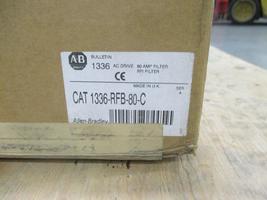 AB
BULLETIN
1336 AC DRIVE 80 AMP FILTER
RFI FILTER
CE
MADE IN U.K.
SER
A
CAT 1336-RFB-80-C
Allen-Bradley